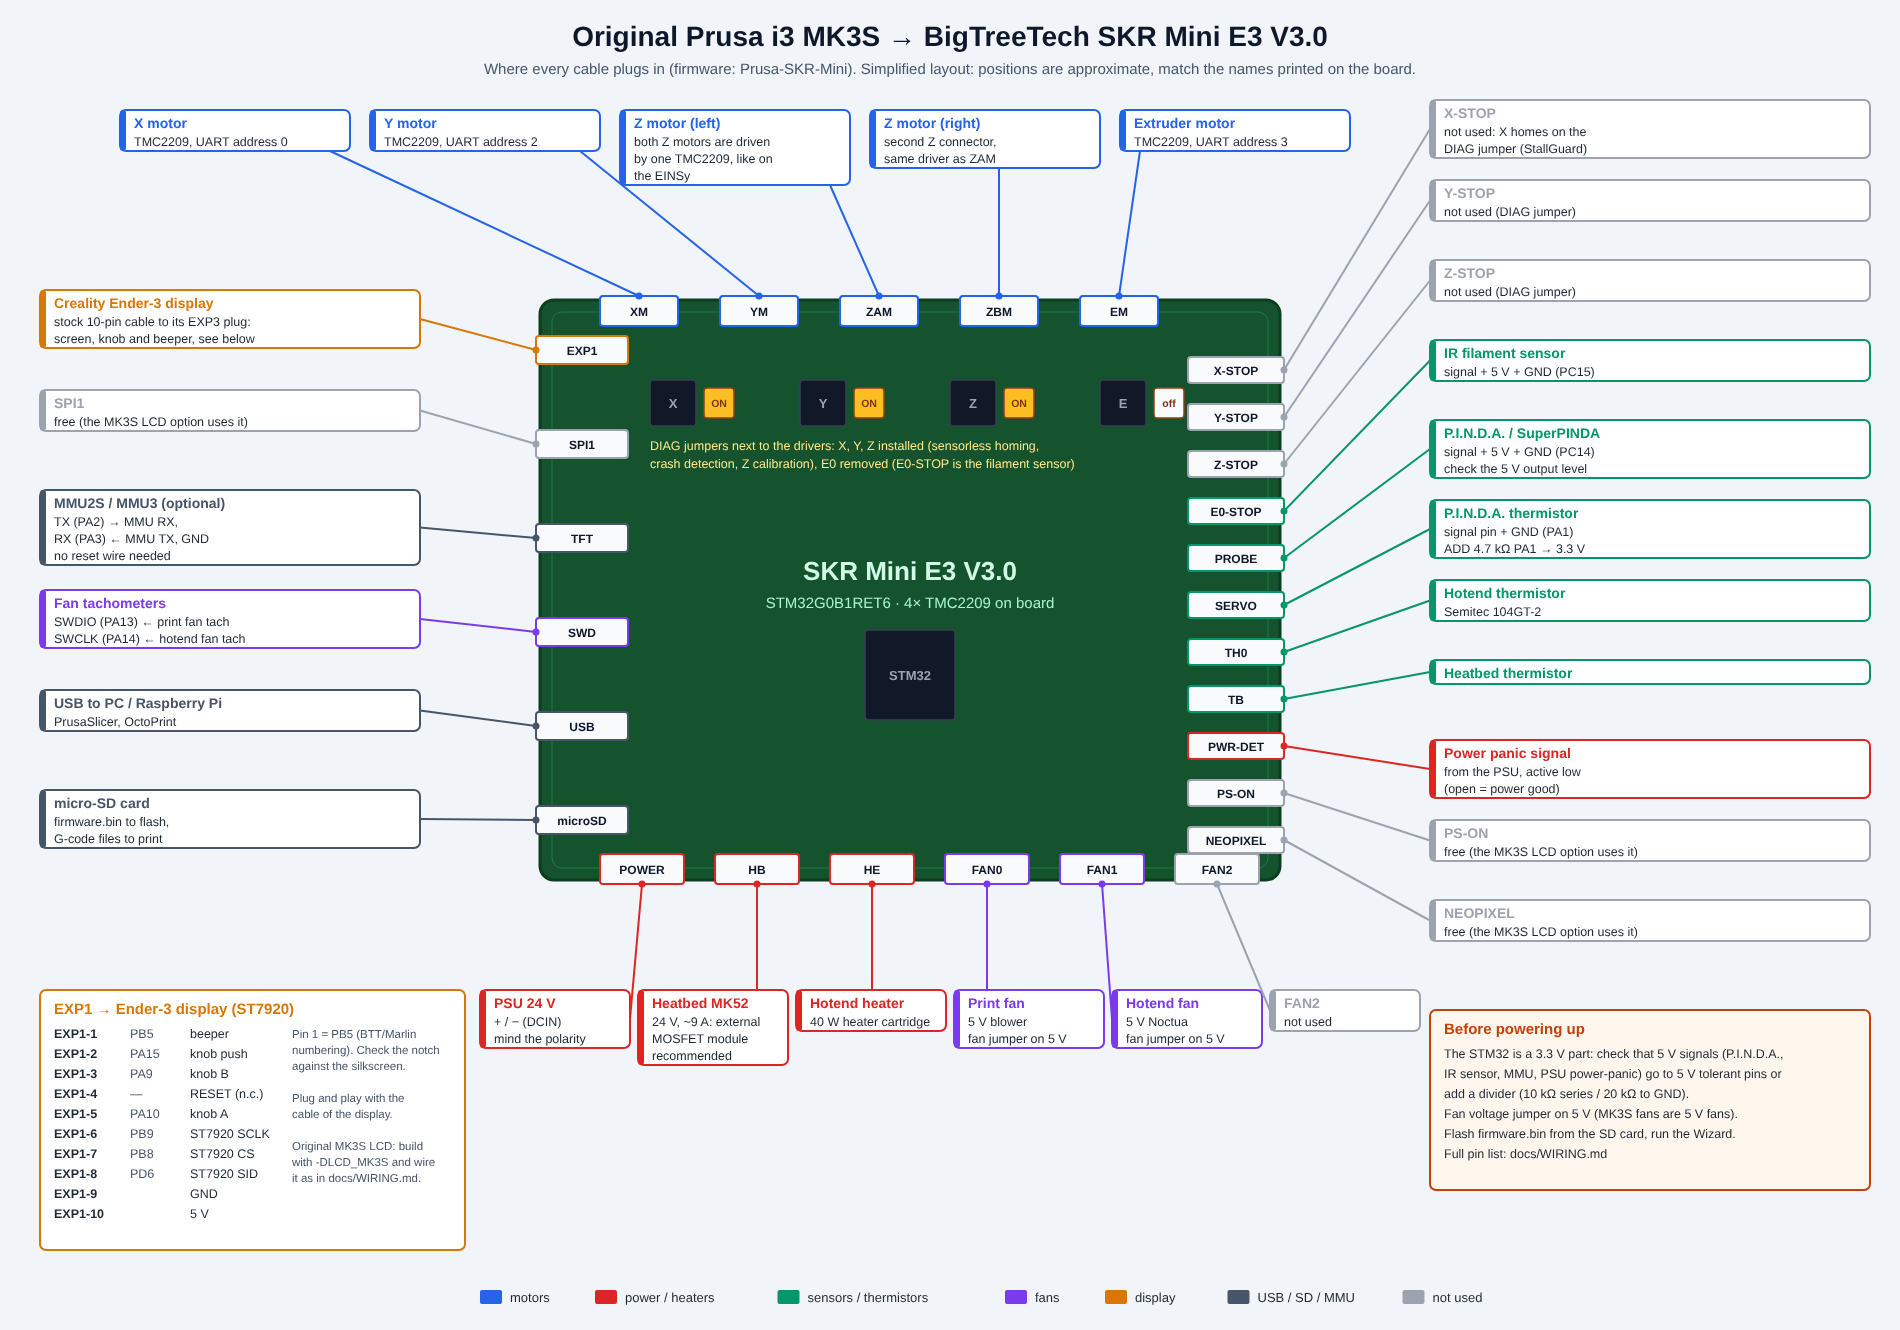 Original Prusa i3 MK3S → BigTreeTech SKR Mini E3 V3.0
Where every cable plugs in (firmware: Prusa-SKR-Mini). Simplified layout: positions are approximate, match the names printed on the board.
X motor
TMC2209, UART address 0
Y motor
TMC2209, UART address 2
Z motor (left)
both Z motors are driven
by one TMC2209, like on
the EINSy
Z motor (right)
second Z connector,
same driver as ZAM
Extruder motor
TMC2209, UART address 3
X-STOP
not used: X homes on the
DIAG jumper (StallGuard)
Y-STOP
not used (DIAG jumper)
Z-STOP
not used (DIAG jumper)
IR filament sensor
signal + 5 V + GND (PC15)
P.I.N.D.A. / SuperPINDA
signal + 5 V + GND (PC14)
check the 5 V output level
P.I.N.D.A. thermistor
signal pin + GND (PA1)
ADD 4.7 kΩ PA1 → 3.3 V
Hotend thermistor
Semitec 104GT-2
Heatbed thermistor
Power panic signal
from the PSU, active low
(open = power good)
PS-ON
free (the MK3S LCD option uses it)
NEOPIXEL
free (the MK3S LCD option uses it)
Creality Ender-3 display
stock 10-pin cable to its EXP3 plug:
screen, knob and beeper, see below
SPI1
free (the MK3S LCD option uses it)
MMU2S / MMU3 (optional)
TX (PA2) → MMU RX,
RX (PA3) ← MMU TX, GND
no reset wire needed
Fan tachometers
SWDIO (PA13) ← print fan tach
SWCLK (PA14) ← hotend fan tach
USB to PC / Raspberry Pi
PrusaSlicer, OctoPrint
micro-SD card
firmware.bin to flash,
G-code files to print
XM
YM
ZAM
ZBM
EM
EXP1
SPI1
TFT
SWD
USB
microSD
X
ON
Y
ON
Z
ON
E
off
DIAG jumpers next to the drivers: X, Y, Z installed (sensorless homing,
crash detection, Z calibration), E0 removed (E0-STOP is the filament sensor)
SKR Mini E3 V3.0
STM32G0B1RET6 · 4× TMC2209 on board
STM32
X-STOP
Y-STOP
Z-STOP
E0-STOP
PROBE
SERVO
TH0
TB
PWR-DET
PS-ON
NEOPIXEL
POWER
HB
HE
FAN0
FAN1
FAN2
PSU 24 V
+ / − (DCIN)
mind the polarity
Heatbed MK52
24 V, ~9 A: external
MOSFET module
recommended
Hotend heater
40 W heater cartridge
Print fan
5 V blower
fan jumper on 5 V
Hotend fan
5 V Noctua
fan jumper on 5 V
FAN2
not used
EXP1 → Ender-3 display (ST7920)
EXP1-1 PB5 beeper
EXP1-2 PA15 knob push
EXP1-3 PA9 knob B
EXP1-4 — RESET (n.c.)
EXP1-5 PA10 knob A
EXP1-6 PB9 ST7920 SCLK
EXP1-7 PB8 ST7920 CS
EXP1-8 PD6 ST7920 SID
EXP1-9 GND
EXP1-10 5 V
Pin 1 = PB5 (BTT/Marlin
numbering). Check the notch
against the silkscreen.
Plug and play with the
cable of the display.
Original MK3S LCD: build
with -DLCD_MK3S and wire
it as in docs/WIRING.md.
Before powering up
The STM32 is a 3.3 V part: check that 5 V signals (P.I.N.D.A.,
IR sensor, MMU, PSU power-panic) go to 5 V tolerant pins or
add a divider (10 kΩ series / 20 kΩ to GND).
Fan voltage jumper on 5 V (MK3S fans are 5 V fans).
Flash firmware.bin from the SD card, run the Wizard.
Full pin list: docs/WIRING.md
motors
power / heaters
sensors / thermistors
fans
display
USB / SD / MMU
not used